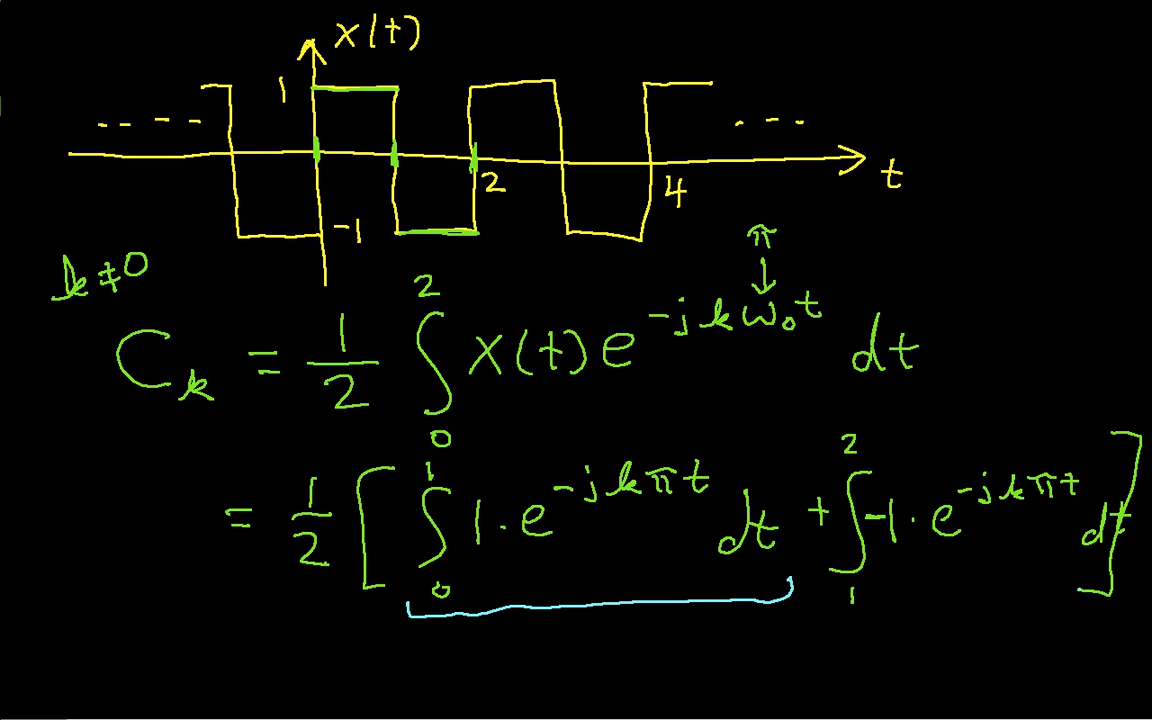 x(t)
1
---- ---
2 4 t
-1
π
↓
k≠0
C_k = 1/2 ∫_0^2 x(t) e^{-jkω_0t} dt
= 1/2 [ ∫_0^1 1·e^{-jkπt} dt + ∫_1^2 -1·e^{-jkπt} dt ]